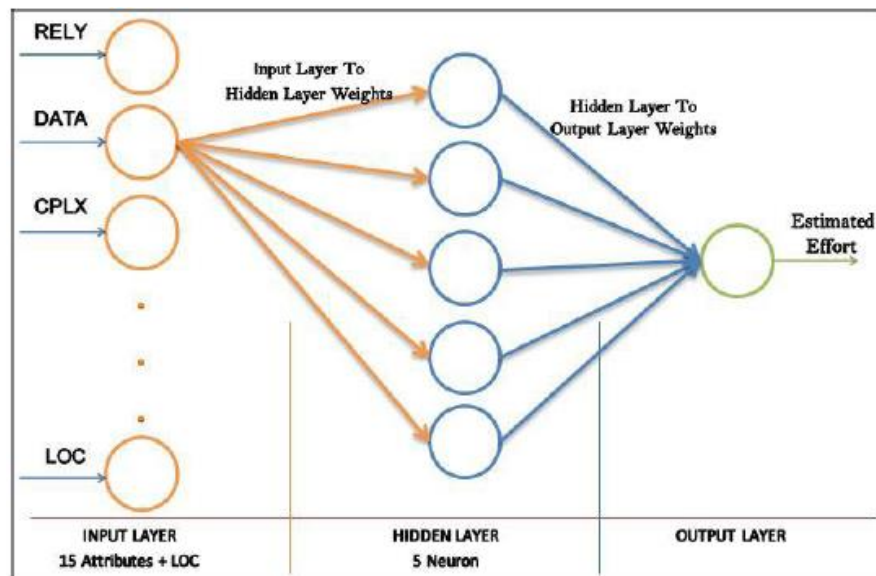 RELY
DATA
CPLX
LOC
Input Layer To
Hidden Layer Weights
Hidden Layer To
Output Layer Weights
Estimated
Effort
INPUT LAYER
15 Attributes + LOC
HIDDEN LAYER
5 Neuron
OUTPUT LAYER